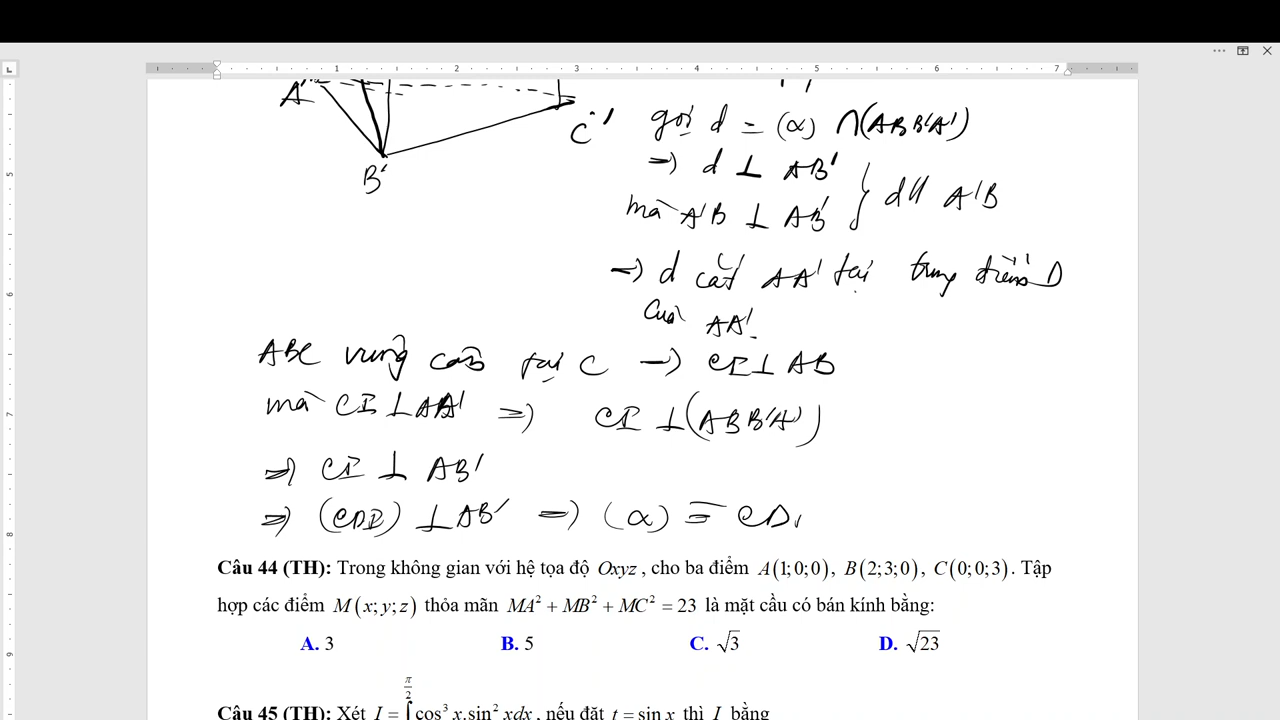 A'
C'
B'
gọi d = (α) ∩ (ABB'A')
=) d ⊥ AB'
mà A'B ⊥ AB' } d // A'B
→ d cắt AA' tại trung điểm D
của AA'.
ABC vuông cân tại C → CI ⊥ AB
mà CI ⊥ AA' => CI ⊥ (ABB'A')
=> CI ⊥ AB'
=> (CDI) ⊥ AB' => (α) ≡ CDI
Câu 44 (TH): Trong không gian với hệ tọa độ Oxyz, cho ba điểm A(1;0;0), B(2;3;0), C(0;0;3). Tập
hợp các điểm M(x;y;z) thỏa mãn MA² + MB² + MC² = 23 là mặt cầu có bán kính bằng:
A. 3 B. 5 C. √3 D. √23
Câu 45 (TH): Xét I = ∫ π/2 cos³ x.sin² xdx, nếu đặt t = sin x thì I bằng